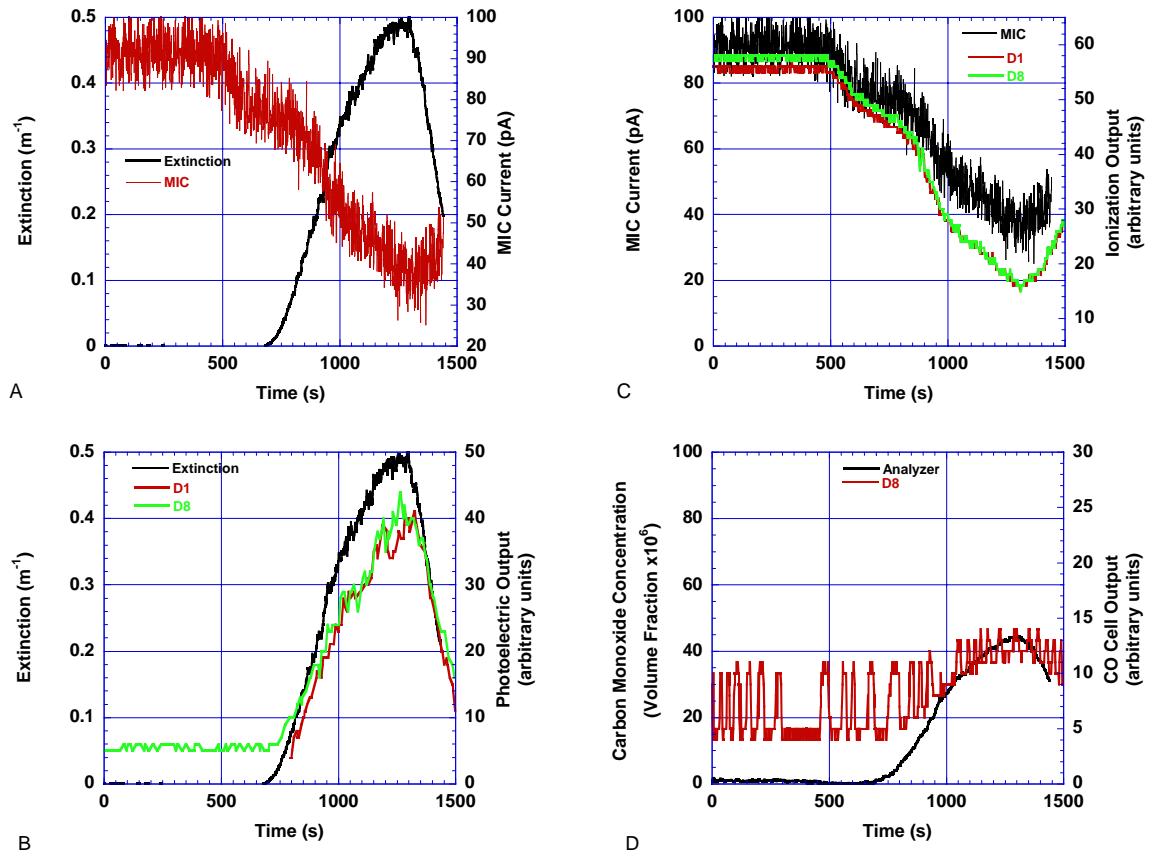 0.5
0.4
0.3
0.2
0.1
0
100
90
80
70
60
50
40
30
20
0
500
1000
1500
Extinction (m-1)
MIC Current (pA)
Extinction
MIC
Time (s)
A
100
80
60
40
20
0
60
50
40
30
20
10
0
500
1000
1500
MIC Current (pA)
Ionization Output
(arbitrary units)
MIC
D1
D8
Time (s)
C
0.5
0.4
0.3
0.2
0.1
0
50
40
30
20
10
0
0
500
1000
1500
Extinction (m-1)
Photoelectric Output
(arbitrary units)
Extinction
D1
D8
Time (s)
B
100
80
60
40
20
0
30
25
20
15
10
5
0
0
500
1000
1500
Carbon Monoxide Concentration
(Volume Fraction x106)
CO Cell Output
(arbitrary units)
Analyzer
D8
Time (s)
D